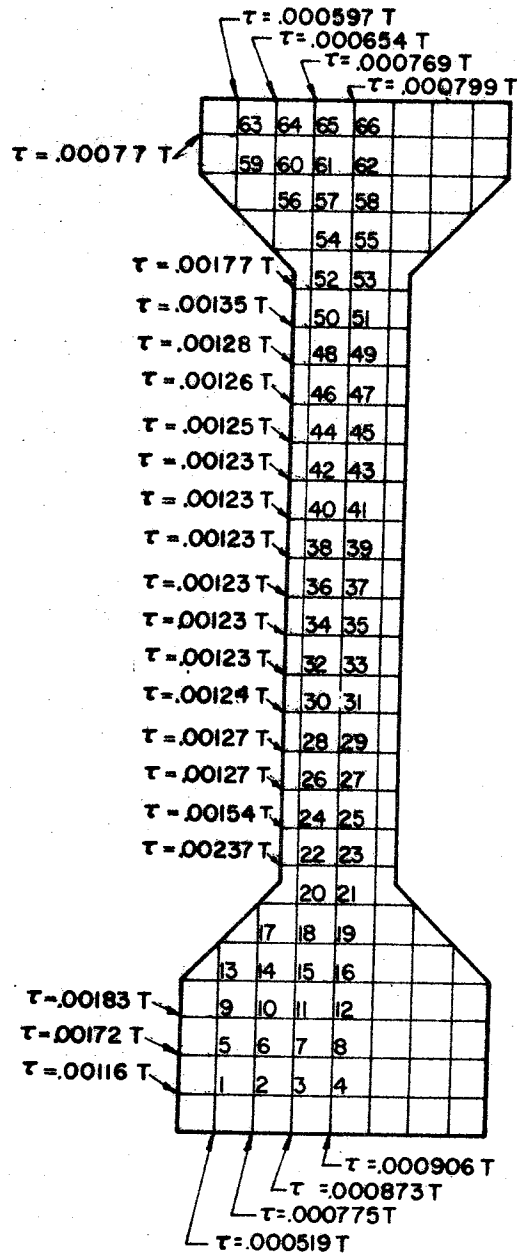 τ = .000597 T
τ = .000654 T
τ = .000769 T
τ = .000799 T
63 64 65 66
τ = .00077 T
59 60 61 62
56 57 58
54 55
τ = .00177 T
52 53
τ = .00135 T
50 51
τ = .00128 T
48 49
τ = .00126 T
46 47
τ = .00125 T
44 45
τ = .00123 T
42 43
τ = .00123 T
40 41
τ = .00123 T
38 39
τ = .00123 T
36 37
τ = .00123 T
34 35
τ = .00123 T
32 33
τ = .00124 T
30 31
τ = .00127 T
28 29
τ = .00127 T
26 27
τ = .00154 T
24 25
τ = .00237 T
22 23
20 21
17 18 19
13 14 15 16
τ = .00183 T
9 10 11 12
τ = .00172 T
5 6 7 8
τ = .00116 T
1 2 3 4
τ = .000906 T
τ = .000873 T
τ = .000775 T
τ = .000519 T